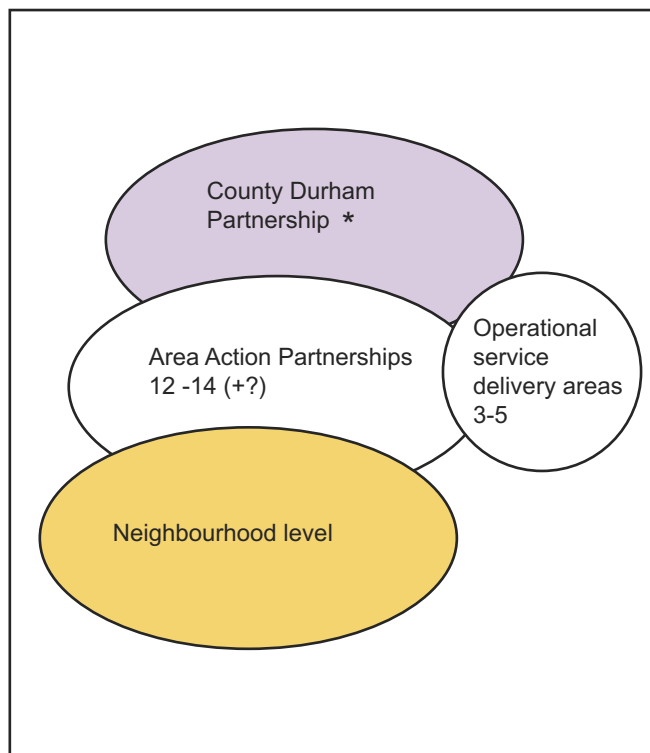 County Durham
Partnership *
Area Action Partnerships
12 -14 (+?)
Operational
service
delivery areas
3-5
Neighbourhood level